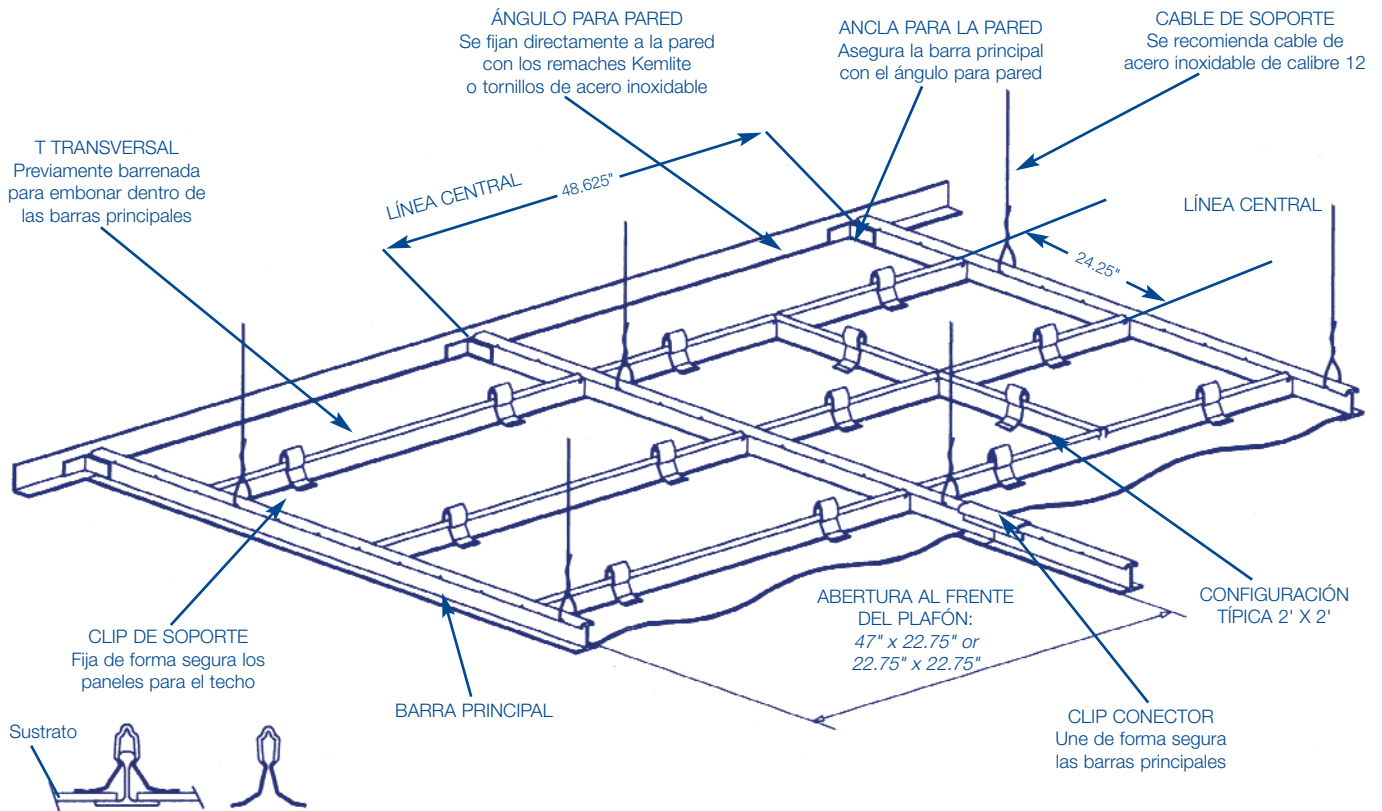 ÁNGULO PARA PARED
Se fijan directamente a la pared
con los remaches Kemlite
o tornillos de acero inoxidable
ANCLA PARA LA PARED
Asegura la barra principal
con el ángulo para pared
CABLE DE SOPORTE
Se recomienda cable de
acero inoxidable de calibre 12
T TRANSVERSAL
Previamente barrenada
para embonar dentro de
las barras principales
LÍNEA CENTRAL
48.625"
LÍNEA CENTRAL
24.25"
CLIP DE SOPORTE
Fija de forma segura los
paneles para el techo
BARRA PRINCIPAL
ABERTURA AL FRENTE
DEL PLAFÓN:
47" x 22.75" or
22.75" x 22.75"
CONFIGURACIÓN
TÍPICA 2' X 2'
CLIP CONECTOR
Une de forma segura
las barras principales
Sustrato